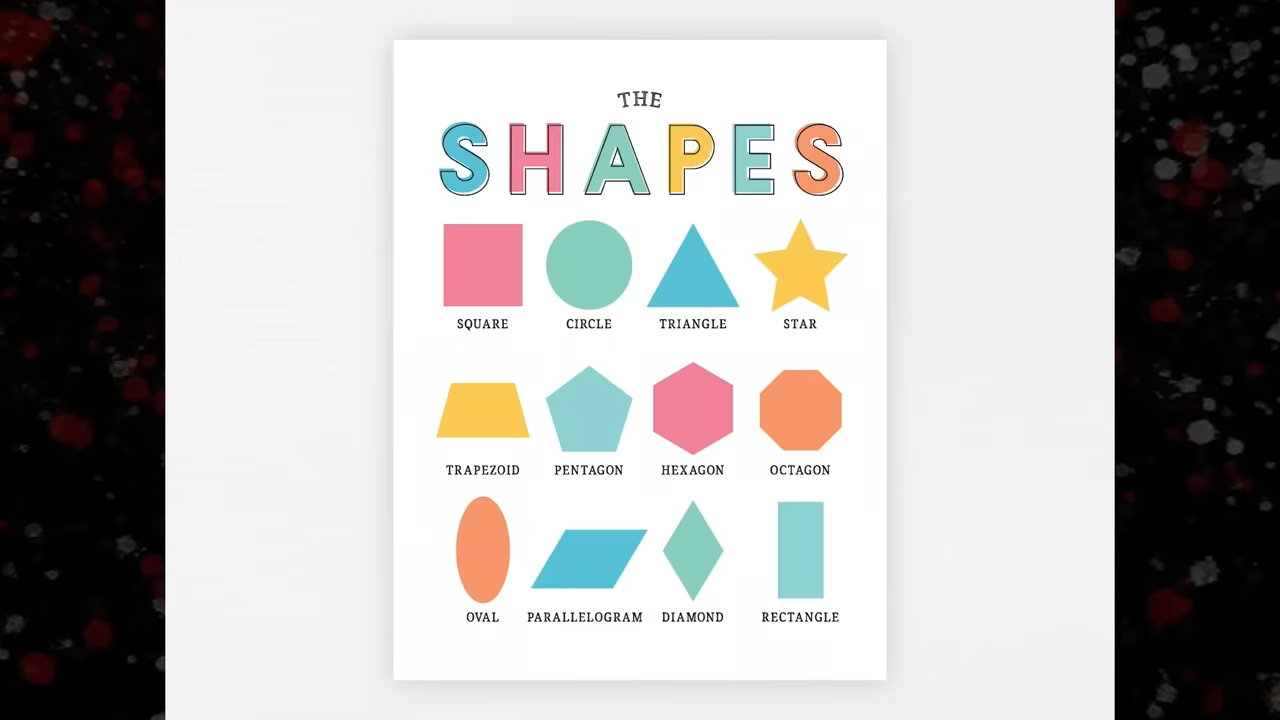 THE
SHAPES
SQUARE CIRCLE TRIANGLE STAR
TRAPEZOID PENTAGON HEXAGON OCTAGON
OVAL PARALLELOGRAM DIAMOND RECTANGLE